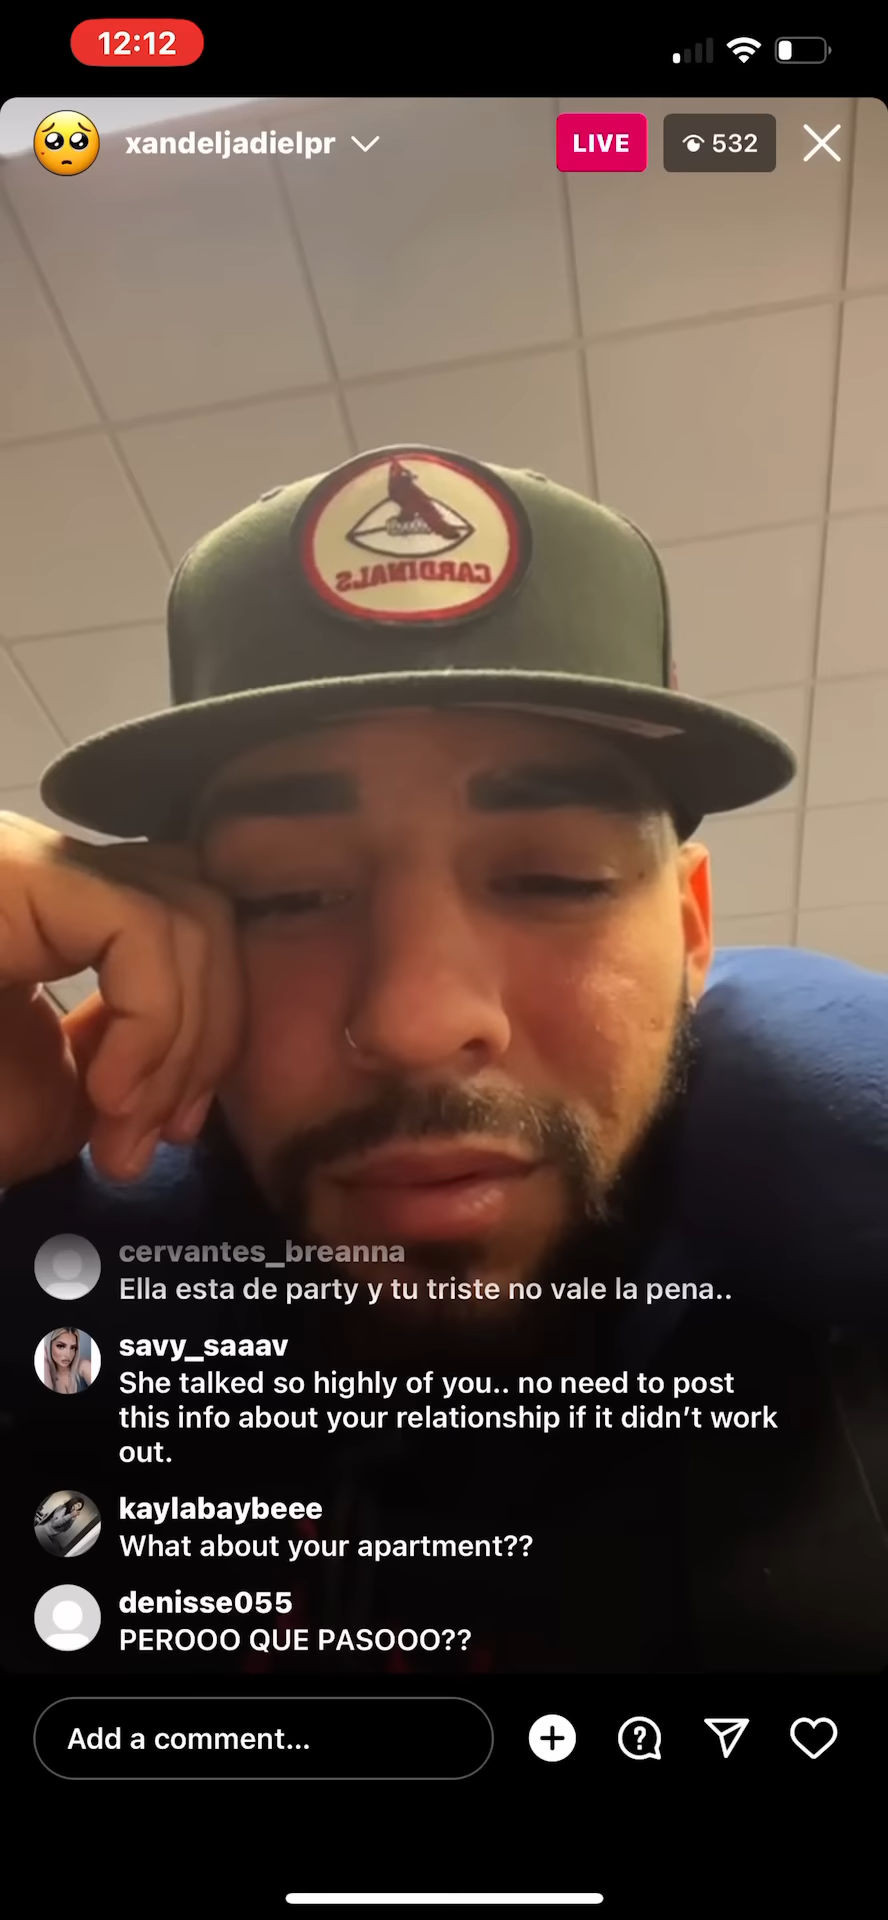 12:12
xandeljadielpr
LIVE
532
CARDINALS
cervantes_breanna
Ella esta de party y tu triste no vale la pena..
savy_saaav
She talked so highly of you.. no need to post
this info about your relationship if it didn’t work
out.
kaylabaybeee
What about your apartment??
denisse055
PEROOO QUE PASOOO??
Add a comment...